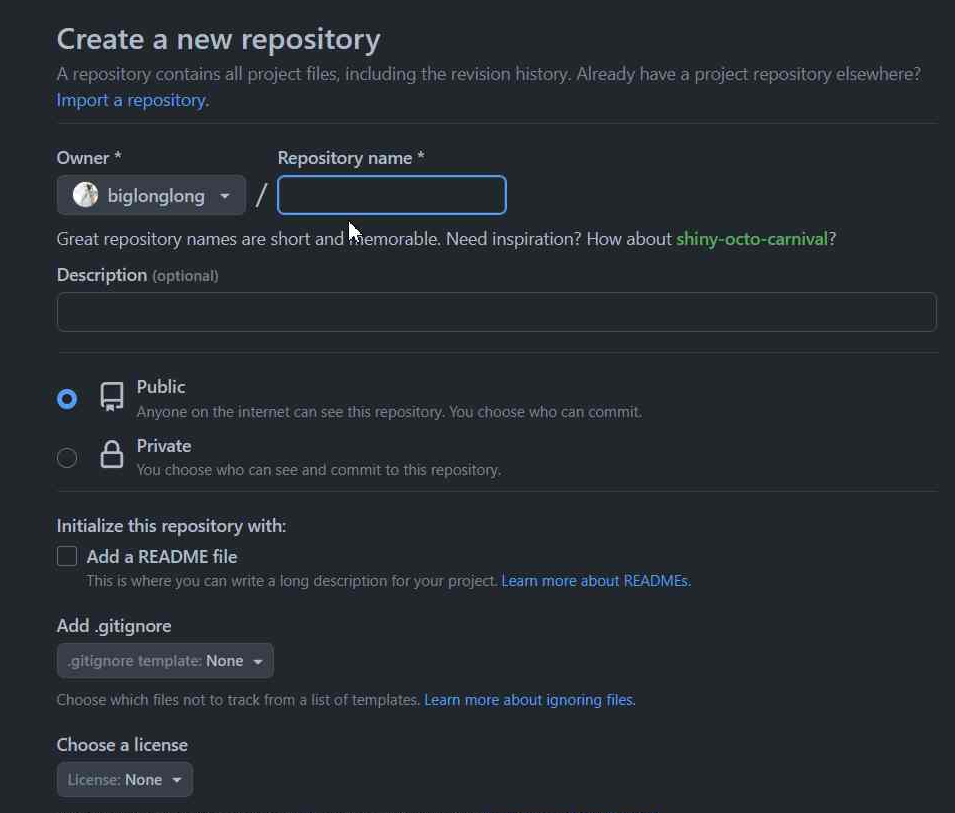 Create a new repository
A repository contains all project files, including the revision history. Already have a project repository elsewhere?
Import a repository.
Owner *
Repository name *
biglonglong
/
Great repository names are short and memorable. Need inspiration? How about shiny-octo-carnival?
Description (optional)
Public
Anyone on the internet can see this repository. You choose who can commit.
Private
You choose who can see and commit to this repository.
Initialize this repository with:
Add a README file
This is where you can write a long description for your project. Learn more about READMEs.
Add .gitignore
.gitignore template: None
Choose which files not to track from a list of templates. Learn more about ignoring files.
Choose a license
License: None